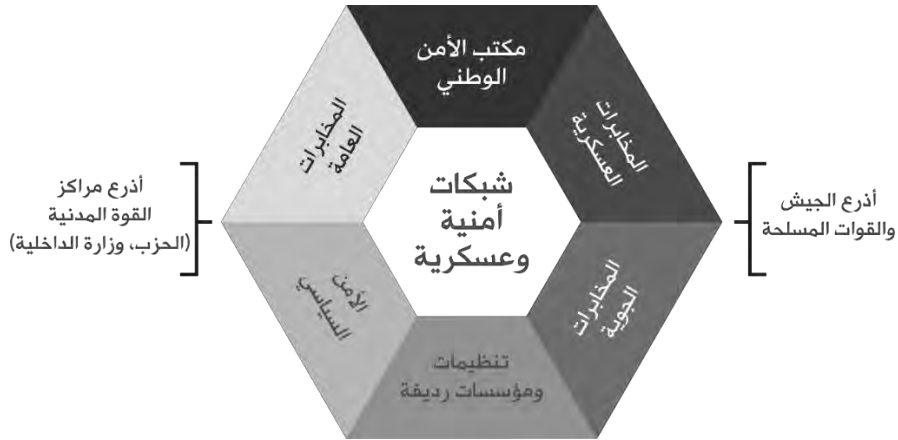 مكتب الأمن
الوطني
المخابراتا
العسكرية
المخابرات
الجوية
تنظيمات
ومؤسسات رديفة
الأمن
السياسي
المخابرات
العامة
شبكات
أمنية
وعسكرية
أذرع الجيش
والقوات المسلحة
أذرع مراكز
القوة المدنية
(الحزب، وزارة الداخلية)